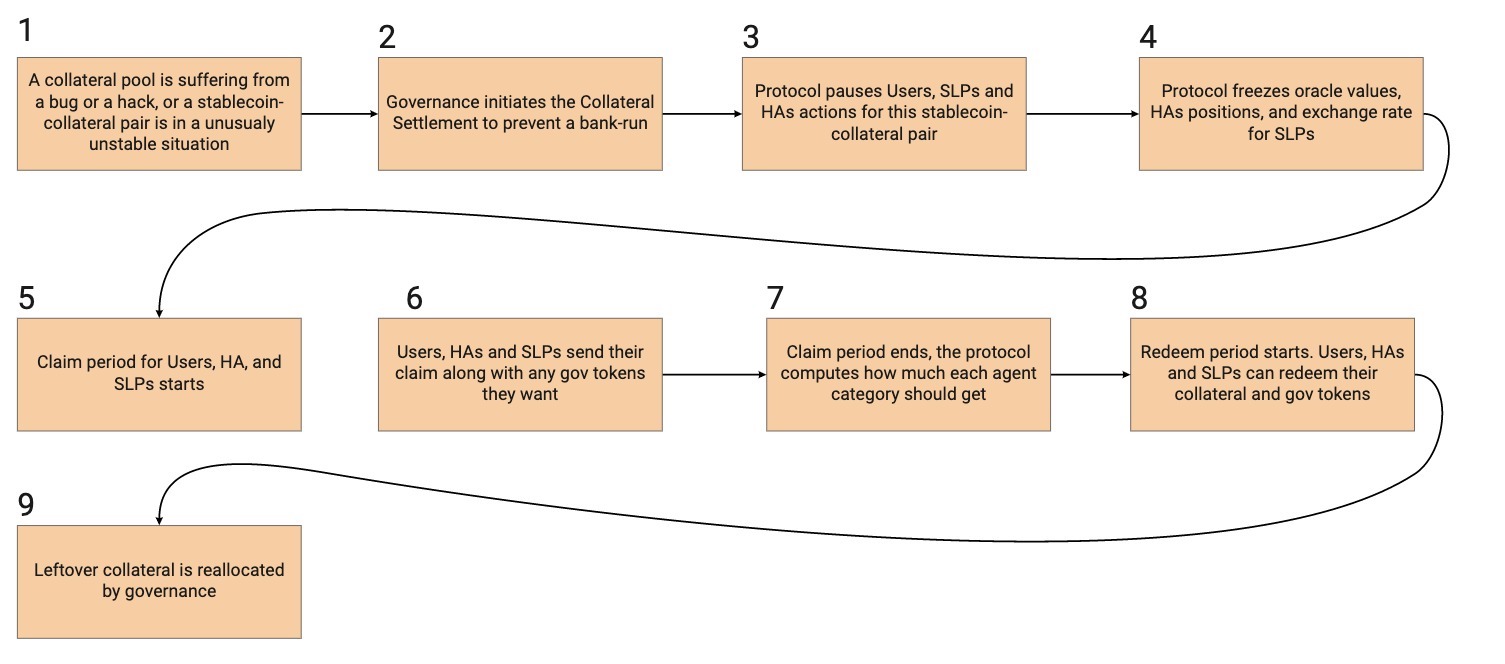 1
A collateral pool is suffering from
a bug or a hack, or a stablecoin-
collateral pair is in a unusualy
unstable situation
2
Governance initiates the Collateral
Settlement to prevent a bank-run
3
Protocol pauses Users, SLPs and
HAs actions for this stablecoin-
collateral pair
4
Protocol freezes oracle values,
HAs positions, and exchange rate
for SLPs
5
Claim period for Users, HA, and
SLPs starts
6
Users, HAs and SLPs send their
claim along with any gov tokens
they want
7
Claim period ends, the protocol
computes how much each agent
category should get
8
Redeem period starts. Users, HAs
and SLPs can redeem their
collateral and gov tokens
9
Leftover collateral is reallocated
by governance